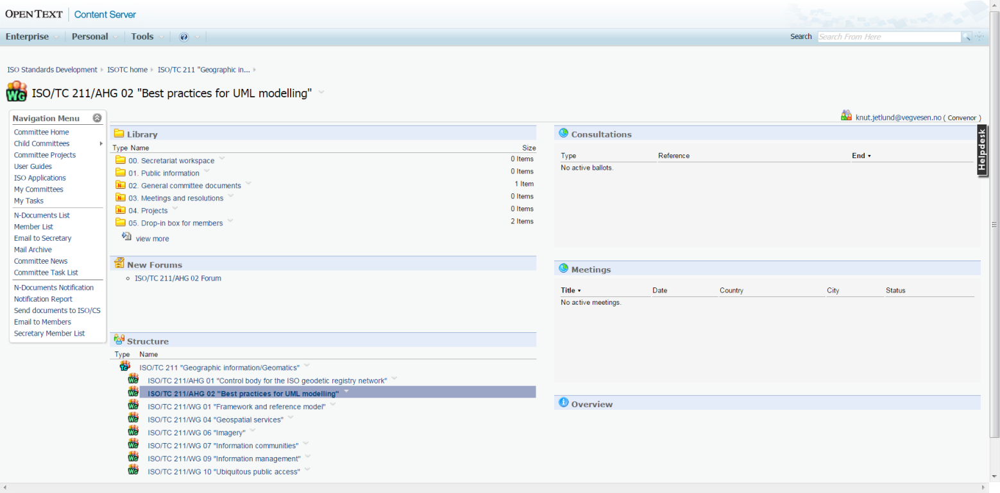 OPEN TEXT Content Server
Enterprise Personal Tools ?
Search Search From Here
ISO Standards Development ISOTC home ISO/TC 211 "Geographic in...
WG ISO/TC 211/AHG 02 "Best practices for UML modelling"
knut.jetlund@vegvesen.no ( Convenor )
Helpdesk
Navigation Menu
Committee Home
Child Committees
Committee Projects
User Guides
ISO Applications
My Committees
My Tasks
N-Documents List
Member List
Email to Secretary
Mail Archive
Committee News
Committee Task List
N-Documents Notification
Notification Report
Send documents to ISO/CS
Email to Members
Secretary Member List
Library
Type Name Size
00. Secretariat workspace 0 Items
01. Public information 0 Items
N 02. General committee documents 1 Item
N 03. Meetings and resolutions 0 Items
N 04. Projects 0 Items
05. Drop-in box for members 2 Items
view more
New Forums
ISO/TC 211/AHG 02 Forum
Structure
Type Name
TC ISO/TC 211 "Geographic information/Geomatics"
WG ISO/TC 211/AHG 01 "Control body for the ISO geodetic registry network"
WG ISO/TC 211/AHG 02 "Best practices for UML modelling"
WG ISO/TC 211/WG 01 "Framework and reference model"
WG ISO/TC 211/WG 04 "Geospatial services"
WG ISO/TC 211/WG 06 "Imagery"
WG ISO/TC 211/WG 07 "Information communities"
WG ISO/TC 211/WG 09 "Information management"
WG ISO/TC 211/WG 10 "Ubiquitous public access"
Consultations
Type Reference End
No active ballots.
Meetings
Title Date Country City Status
No active meetings.
Overview